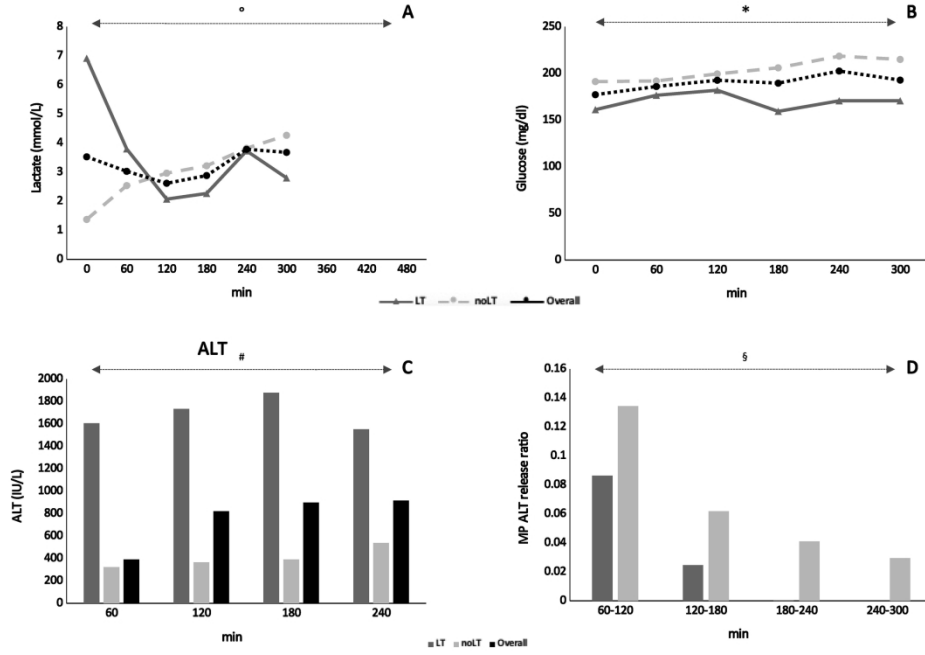 ° A
8
7
6
5
4
3
2
1
0
Lactate (mmol/L)
0 60 120 180 240 300 360 420 480
min
* B
250
200
150
100
50
0
Glucose (mg/dl)
0 60 120 180 240 300
min
LT noLT Overall
ALT # C
2000
1800
1600
1400
1200
1000
800
600
400
200
0
ALT (IU/L)
60 120 180 240
min
§ D
0.16
0.14
0.12
0.1
0.08
0.06
0.04
0.02
0
MP ALT release ratio
60-120 120-180 180-240 240-300
min
LT noLT Overall